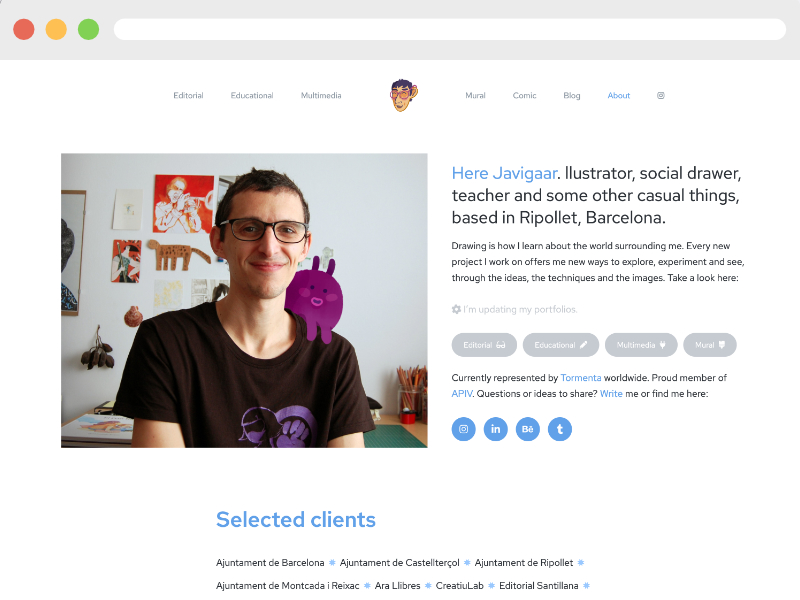 Editorial
Educational
Multimedia
Mural
Comic
Blog
About
Here Javigaar. llustrator, social drawer,
teacher and some other casual things,
based in Ripollet, Barcelona.
Drawing is how I learn about the world surrounding me. Every new
project I work on offers me new ways to explore, experiment and see,
through the ideas, the techniques and the images. Take a look here:
I'm updating my portfolios.
Editorial
Educational
Multimedia
Mural
Currently represented by Tormenta worldwide. Proud member of
APIV. Questions or ideas to share? Write me or find me here:
in
Bē
t
Selected clients
Ajuntament de Barcelona ✷ Ajuntament de Castellterçol ✷ Ajuntament de Ripollet ✷
Ajuntament de Montcada i Reixac ✷ Ara Llibres ✷ CreatiuLab ✷ Editorial Santillana ✷